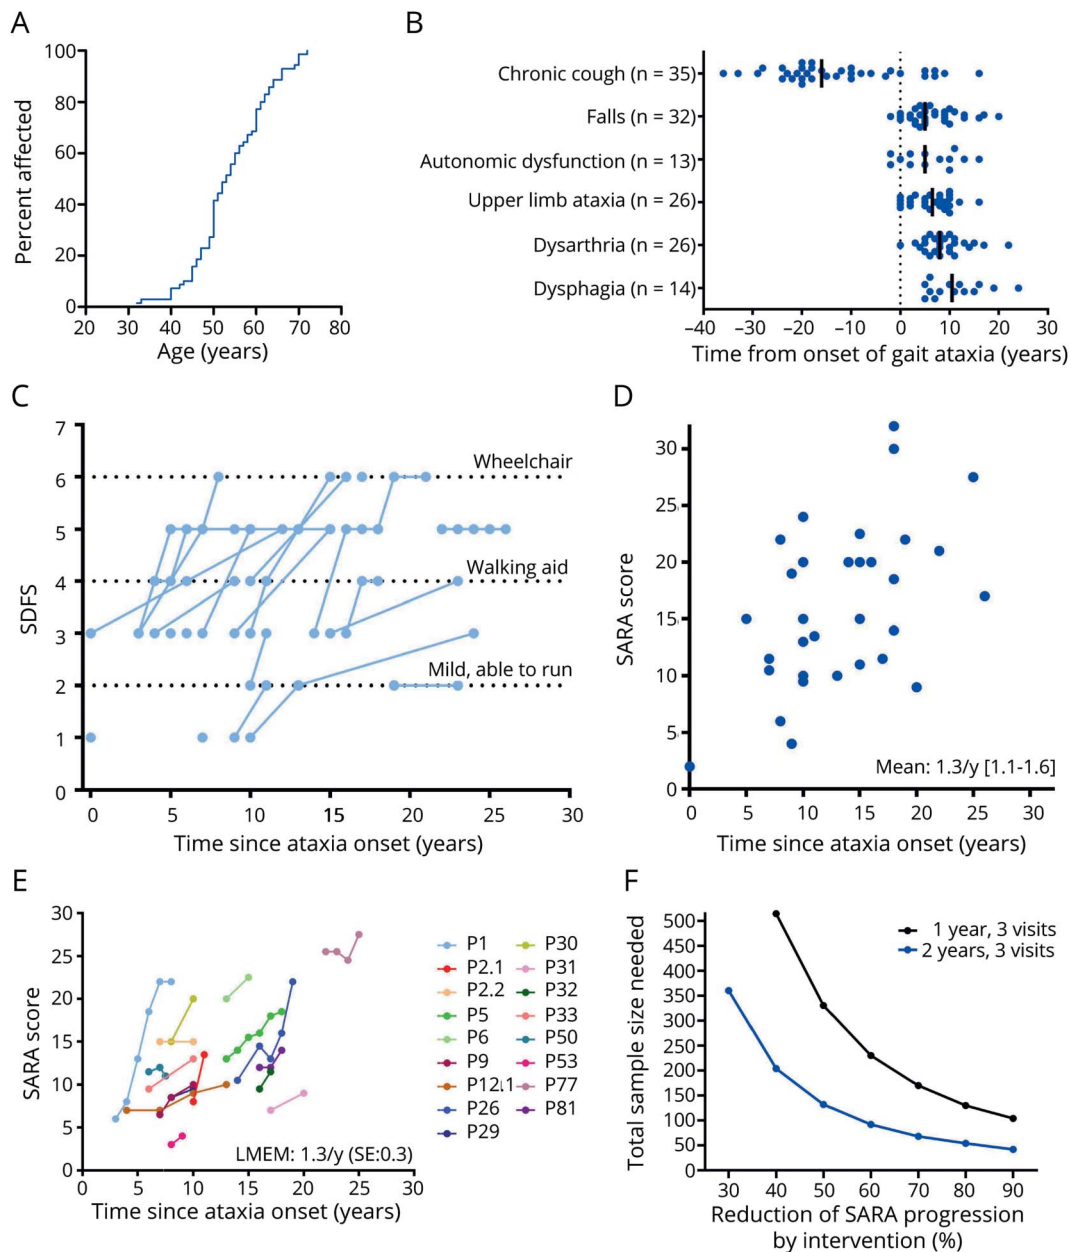 A
Percent affected
100
80
60
40
20
0
20 30 40 50 60 70 80
Age (years)
B
Chronic cough (n = 35)
Falls (n = 32)
Autonomic dysfunction (n = 13)
Upper limb ataxia (n = 26)
Dysarthria (n = 26)
Dysphagia (n = 14)
−40 −30 −20 −10 0 10 20 30
Time from onset of gait ataxia (years)
C
SDFS
7
6
5
4
3
2
1
0
Wheelchair
Walking aid
Mild, able to run
0 5 10 15 20 25 30
Time since ataxia onset (years)
D
SARA score
30
25
20
15
10
5
0
Mean: 1.3/y [1.1-1.6]
0 5 10 15 20 25 30
Time since ataxia onset (years)
E
SARA score
30
25
20
15
10
5
0
LMEM: 1.3/y (SE:0.3)
0 5 10 15 20 25 30
Time since ataxia onset (years)
P1
P2.1
P2.2
P5
P6
P9
P12.1
P26
P29
P30
P31
P32
P33
P50
P53
P77
P81
F
Total sample size needed
500
450
400
350
300
250
200
150
100
50
0
1 year, 3 visits
2 years, 3 visits
30 40 50 60 70 80 90
Reduction of SARA progression
by intervention (%)